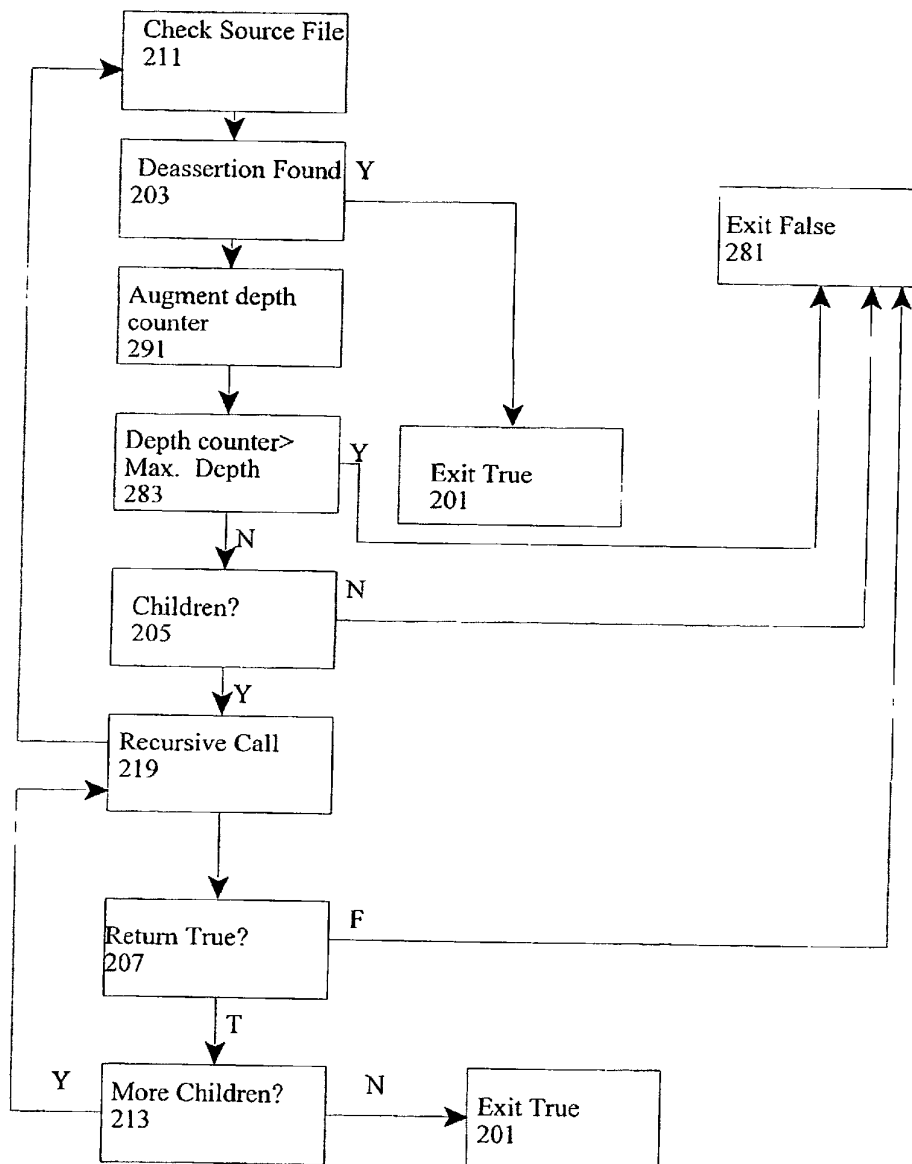 Check Source File
211
Deassertion Found
203
Y
Exit False
281
Augment depth
counter
291
Depth counter>
Max. Depth
283
Y
Exit True
201
N
Children?
205
N
Y
Recursive Call
219
Return True?
207
F
T
Y
More Children?
213
N
Exit True
201